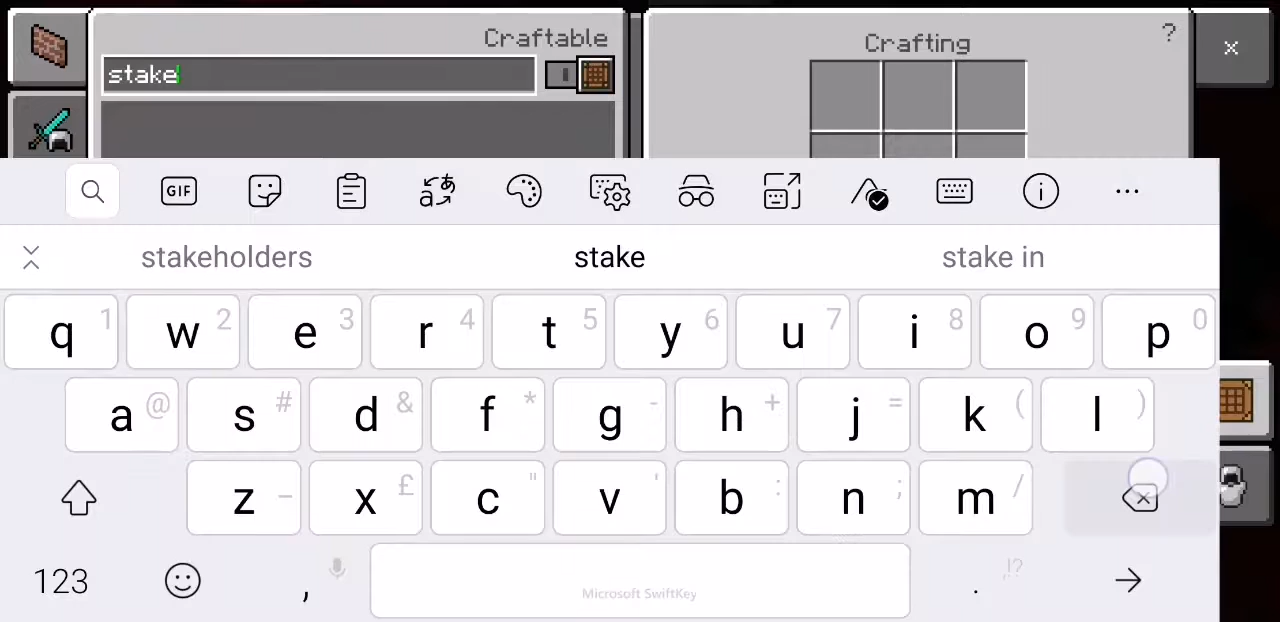 Craftable
stake
Crafting
?
GIF
stakeholders stake stake in
q 1 w 2 e 3 r 4 t 5 y 6 u 7 i 8 o 9 p 0
a @ s # d & f * g - h + j = k ( l )
z _ x £ c " v ' b : n ; m /
123 , Microsoft SwiftKey . !?